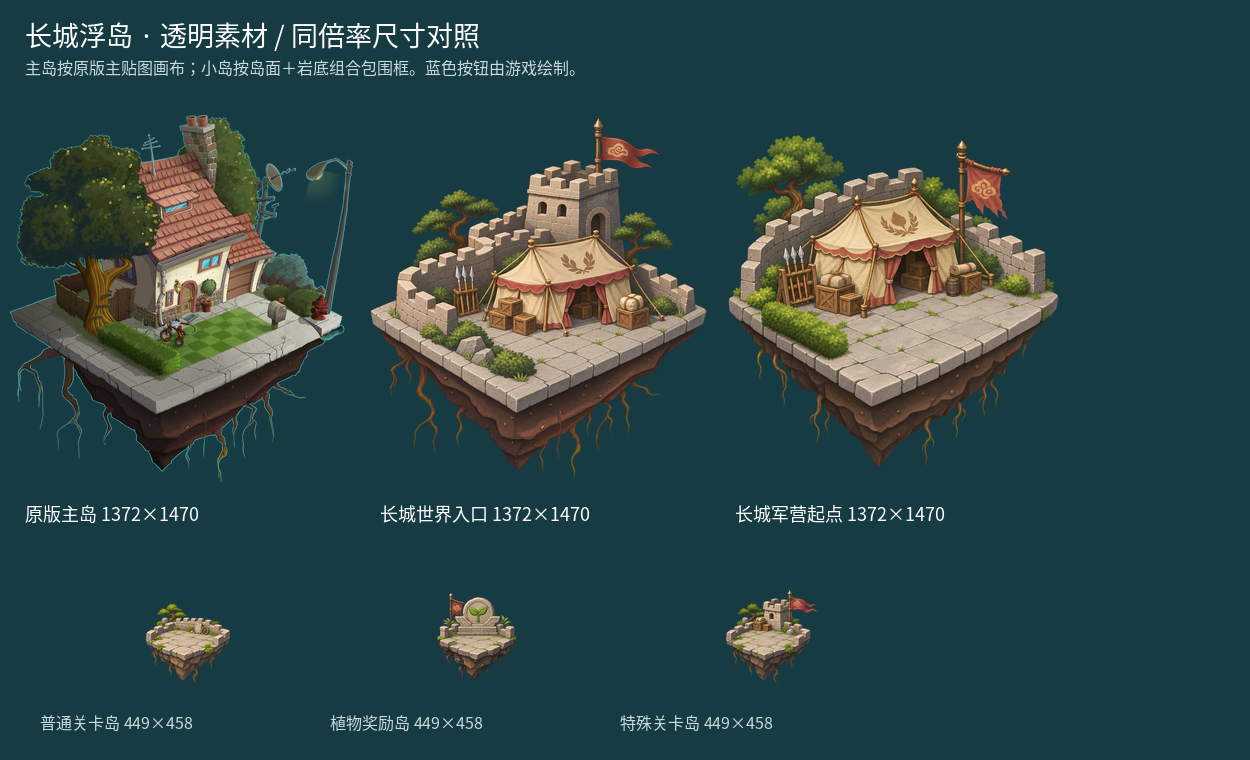 长城浮岛 · 透明素材 / 同倍率尺寸对照
主岛按原版主贴图画布；小岛按岛面＋岩底组合包围框。蓝色按钮由游戏绘制。
原版主岛 1372×1470
长城世界入口 1372×1470
长城军营起点 1372×1470
普通关卡岛 449×458
植物奖励岛 449×458
特殊关卡岛 449×458